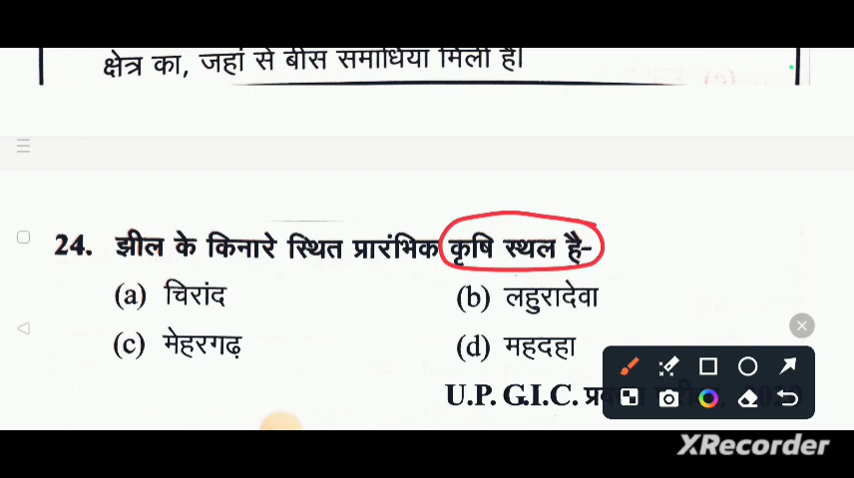 क्षेत्र का, जहां से बीस समाधियां मिली हैं।
24. झील के किनारे स्थित प्रारंभिक कृषि स्थल है-
(a) चिरांद
(b) लहुरादेवा
(c) मेहरगढ़
(d) महदहा
U.P. G.I.C.
XRecorder